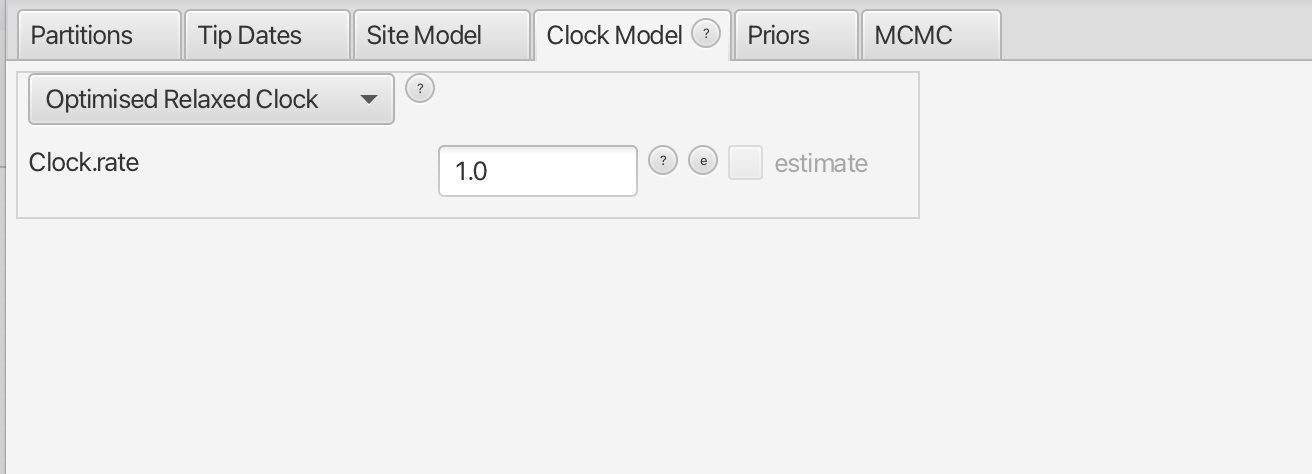 Partitions
Tip Dates
Site Model
Clock Model ?
Priors
MCMC
Optimised Relaxed Clock ?
Clock.rate 1.0 ? e estimate